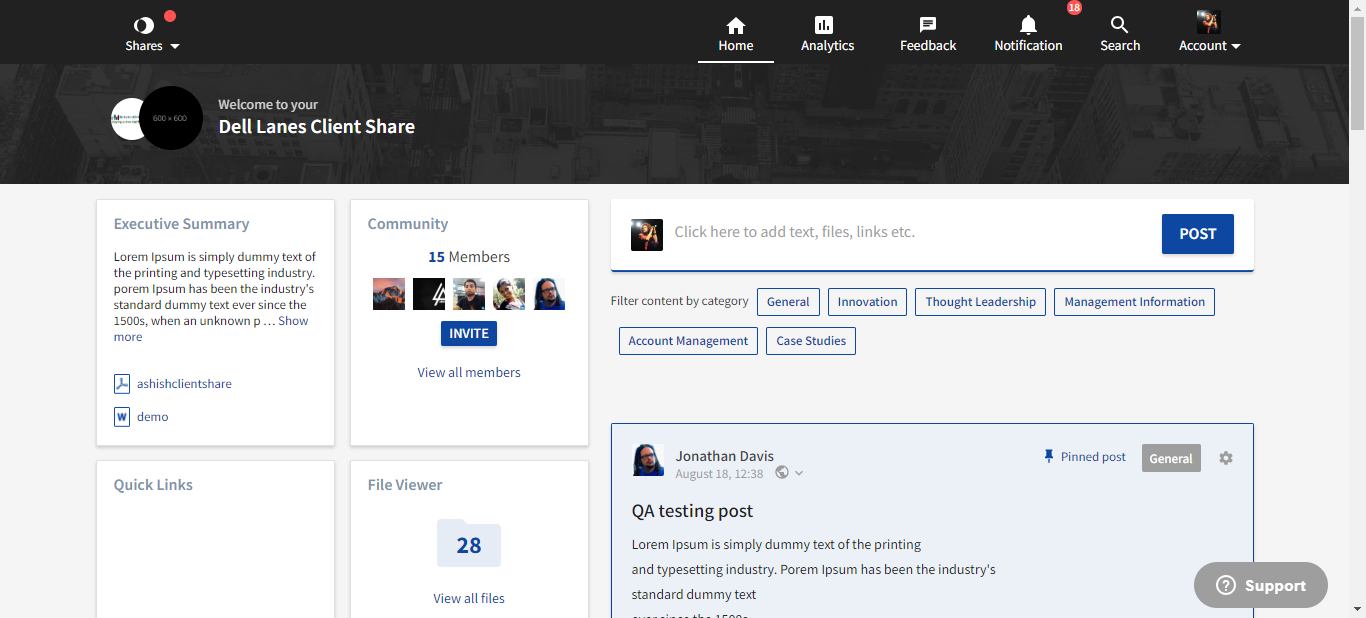 Shares
Home
Analytics
Feedback
18
Notification
Search
Account
600 × 600
Welcome to your
Dell Lanes Client Share
Executive Summary
Lorem Ipsum is simply dummy text of
the printing and typesetting industry.
porem Ipsum has been the industry's
standard dummy text ever since the
1500s, when an unknown p ... Show
more
ashishclientshare
W demo
Community
15 Members
INVITE
View all members
Click here to add text, files, links etc.
POST
Filter content by category General Innovation Thought Leadership Management Information
Account Management Case Studies
Quick Links
File Viewer
28
View all files
Jonathan Davis
August 18, 12:38
Pinned post
General
QA testing post
Lorem Ipsum is simply dummy text of the printing
and typesetting industry. Porem Ipsum has been the industry's
standard dummy text
ever since the 1500s
? Support